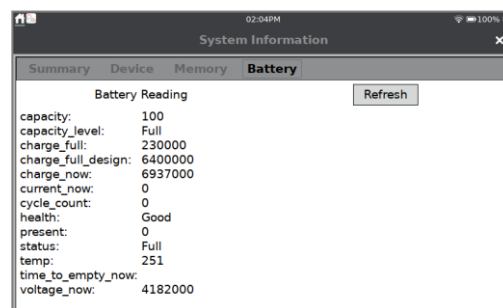 02:04PM 100%
System Information ×
Summary Device Memory Battery
Battery Reading Refresh
capacity: 100
capacity_level: Full
charge_full: 230000
charge_full_design: 6400000
charge_now: 6937000
current_now: 0
cycle_count: 0
health: Good
present: 0
status: Full
temp: 251
time_to_empty_now:
voltage_now: 4182000